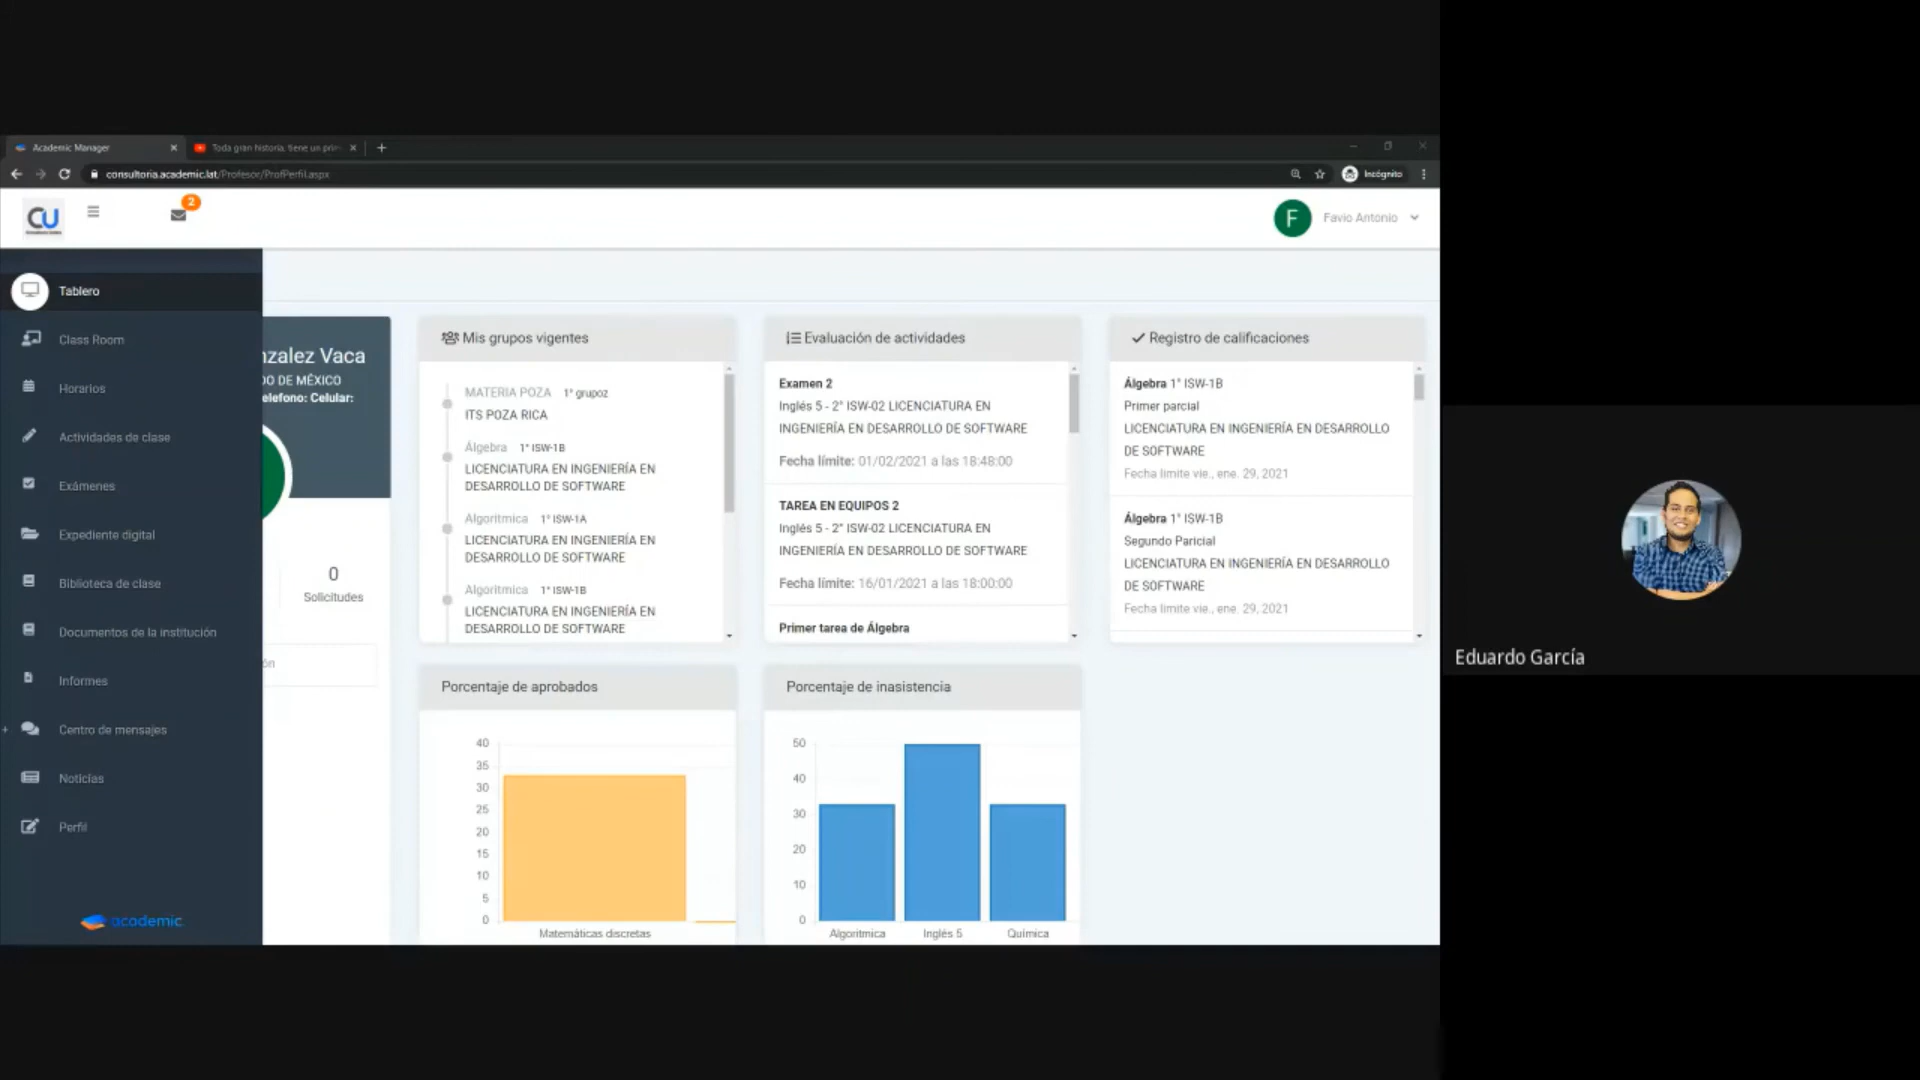 Academic Manager
Toda gran historia, tiene un prin
consultoria.academic.lat/Profesor/ProfPerfil.aspx
Incógnito
CU
2
F
Favio Antonio
Tablero
Class Room
Horarios
Actividades de clase
Exámenes
Expediente digital
Biblioteca de clase
Documentos de la institución
Informes
Centro de mensajes
Noticias
Perfil
academic
nzalez Vaca
DO DE MÉXICO
elefono: Celular:
0
Solicitudes
ón
Mis grupos vigentes
MATERIA POZA 1° grupoz
ITS POZA RICA
Álgebra 1° ISW-1B
LICENCIATURA EN INGENIERÍA EN
DESARROLLO DE SOFTWARE
Algoritmica 1° ISW-1A
LICENCIATURA EN INGENIERÍA EN
DESARROLLO DE SOFTWARE
Algoritmica 1° ISW-1B
LICENCIATURA EN INGENIERÍA EN
DESARROLLO DE SOFTWARE
Evaluación de actividades
Examen 2
Inglés 5 - 2° ISW-02 LICENCIATURA EN
INGENIERÍA EN DESARROLLO DE SOFTWARE
Fecha límite: 01/02/2021 a las 18:48:00
TAREA EN EQUIPOS 2
Inglés 5 - 2° ISW-02 LICENCIATURA EN
INGENIERÍA EN DESARROLLO DE SOFTWARE
Fecha límite: 16/01/2021 a las 18:00:00
Primer tarea de Álgebra
Registro de calificaciones
Álgebra 1° ISW-1B
Primer parcial
LICENCIATURA EN INGENIERÍA EN DESARROLLO
DE SOFTWARE
Fecha limite vie., ene. 29, 2021
Álgebra 1° ISW-1B
Segundo Paricial
LICENCIATURA EN INGENIERÍA EN DESARROLLO
DE SOFTWARE
Fecha limite vie., ene. 29, 2021
Porcentaje de aprobados
40
35
30
25
20
15
10
5
0
Matemáticas discretas
Porcentaje de inasistencia
50
40
30
20
10
0
Algoritmica Inglés 5 Química
Eduardo García